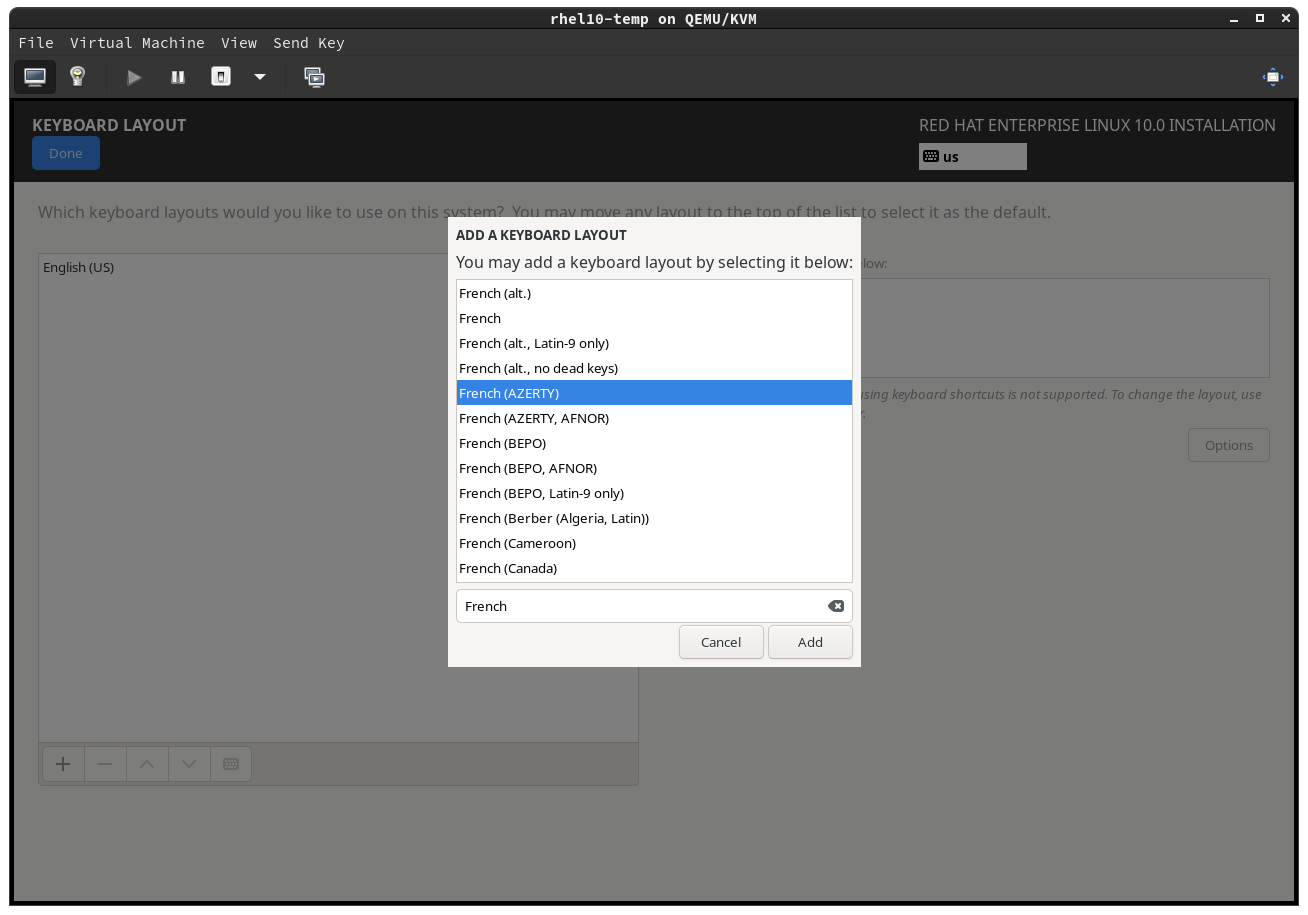 rhel10-temp on QEMU/KVM
File Virtual Machine View Send Key
KEYBOARD LAYOUT
RED HAT ENTERPRISE LINUX 10.0 INSTALLATION
Done
us
Which keyboard layouts would you like to use on this system? You may move any layout to the top of the list to select it as the default.
English (US)
ADD A KEYBOARD LAYOUT
You may add a keyboard layout by selecting it below:
French (alt.)
French
French (alt., Latin-9 only)
French (alt., no dead keys)
French (AZERTY)
French (AZERTY, AFNOR)
French (BEPO)
French (BEPO, AFNOR)
French (BEPO, Latin-9 only)
French (Berber (Algeria, Latin))
French (Cameroon)
French (Canada)
French
Cancel Add
elow:
using keyboard shortcuts is not supported. To change the layout, use
Options